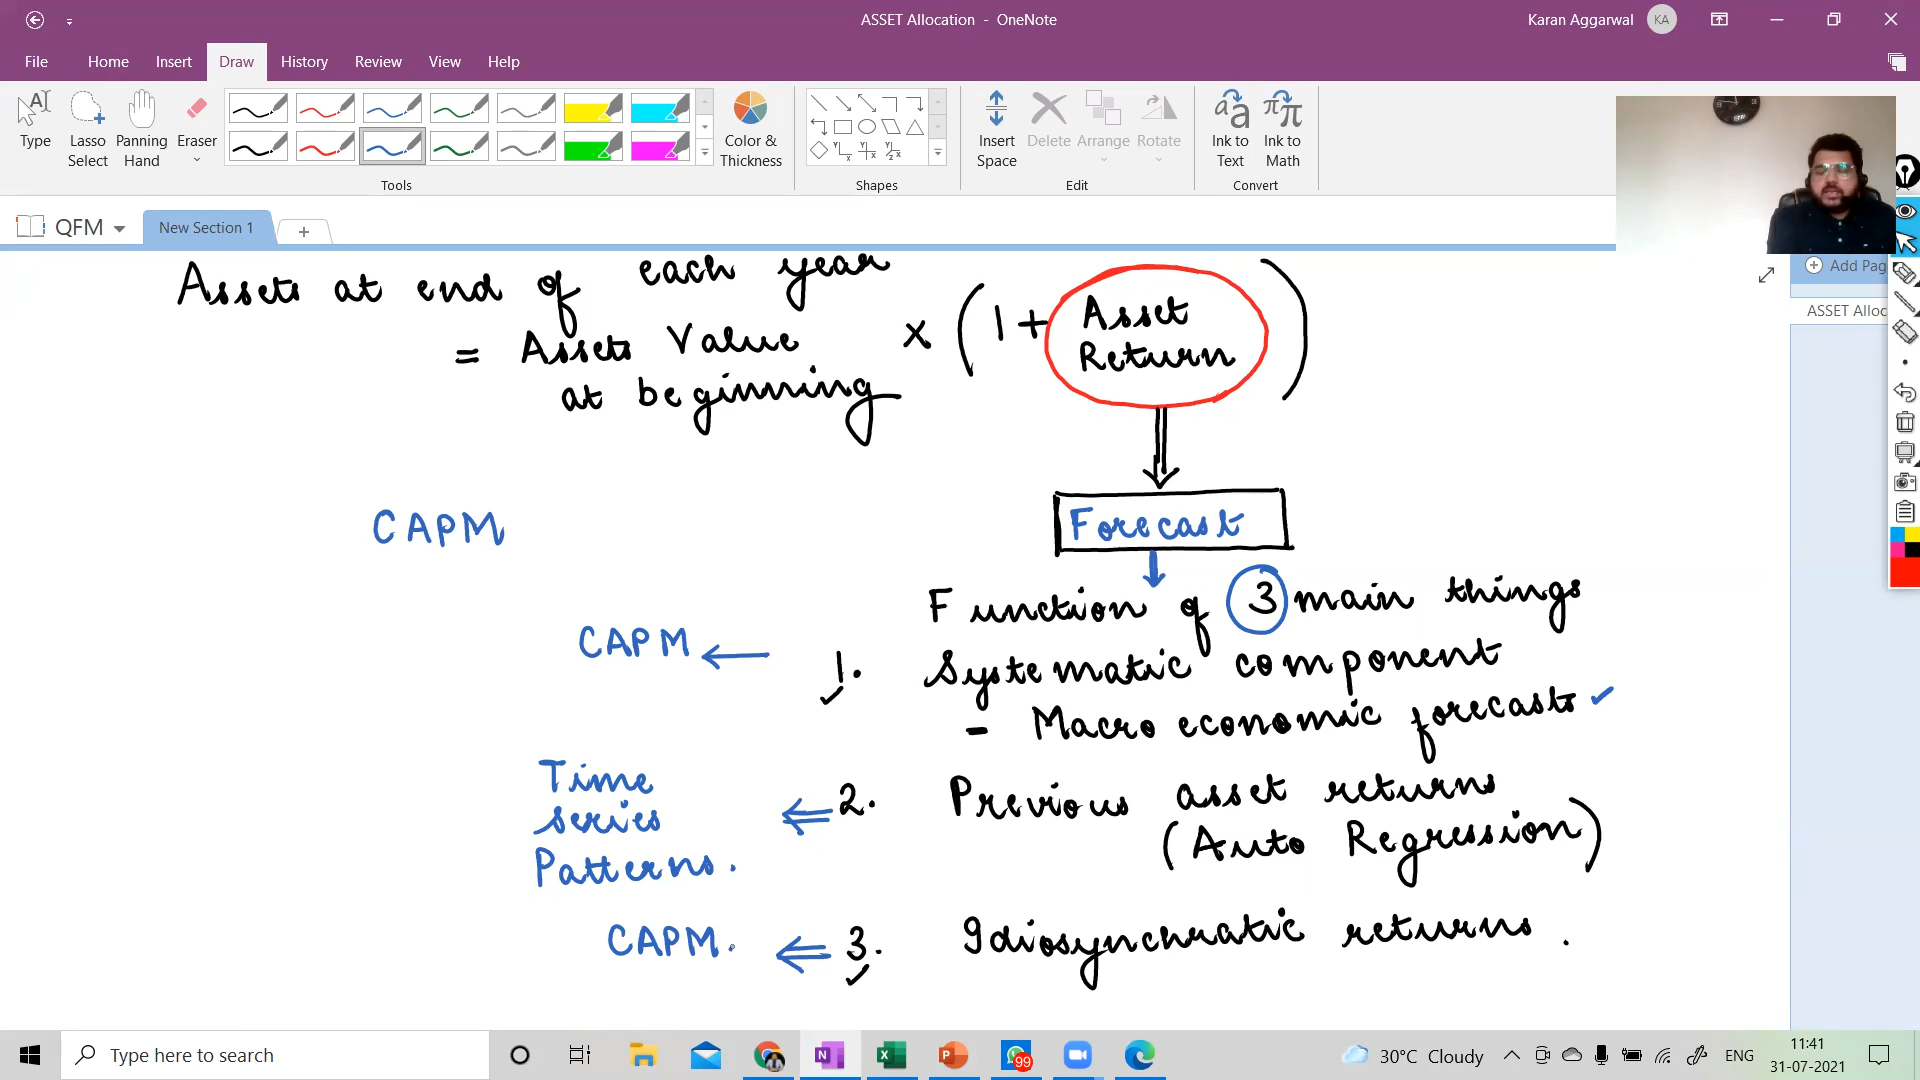 ASSET Allocation - OneNote
Karan Aggarwal KA
File Home Insert Draw History Review View Help
Type Lasso Select Panning Hand Eraser Color & Thickness Insert Space Delete Arrange Rotate Ink to Text Ink to Math
Tools Shapes Edit Convert
QFM New Section 1 +
Add Pag
ASSET Alloc
Assets at end of each year
= Assets Value at beginning × (1 + Asset Return)
Forecast
CAPM
Function of 3 main things
CAPM ← 1. Systematic component
- Macro economic forecasts ✓
Time series Patterns. ⇐ 2. Previous asset returns
(Auto Regression)
CAPM. ⇐ 3. Idiosynchratic returns.
Type here to search
99
30°C Cloudy ENG 11:41
31-07-2021